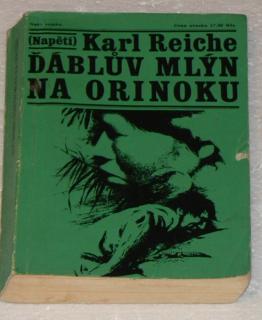 (Napětí) Karl Reiche
ĎÁBLŮV MLÝN
NA ORINOKU